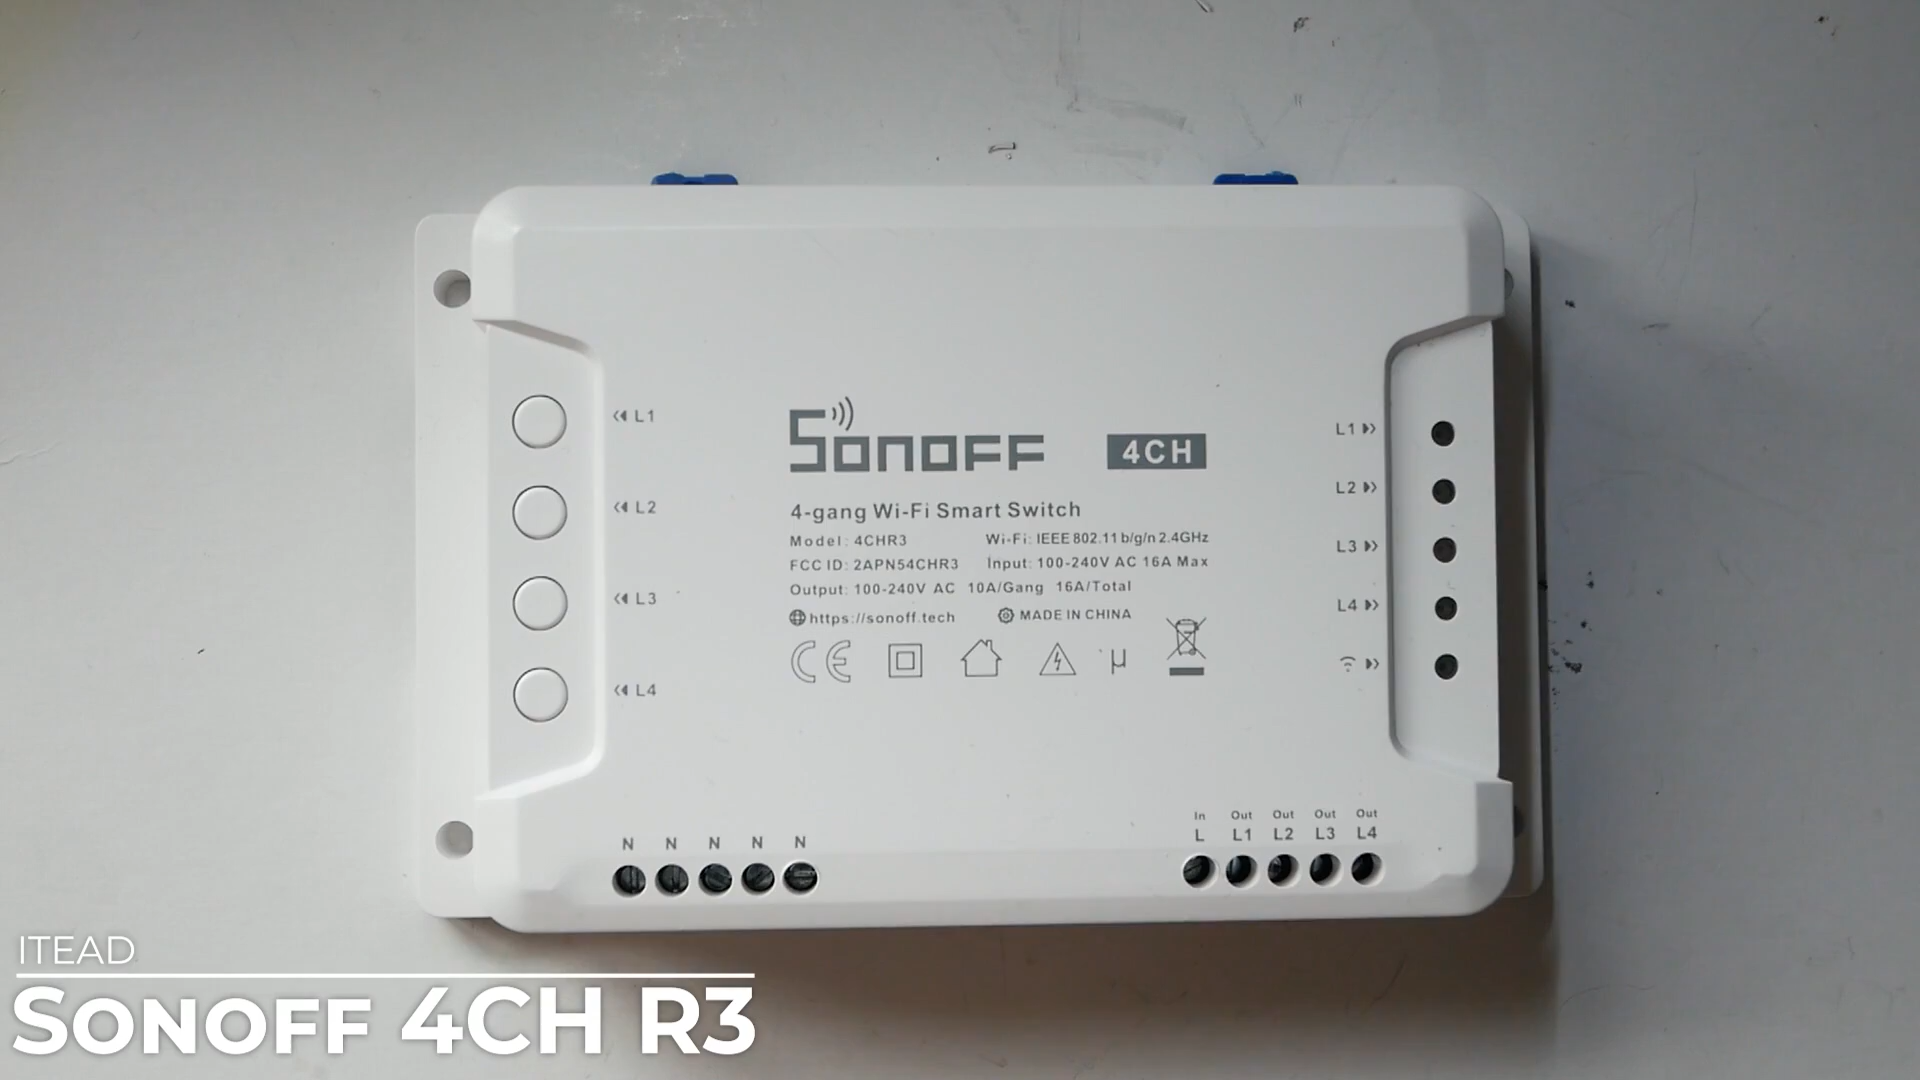 SONOFF 4CH
4-gang Wi-Fi Smart Switch
Model: 4CHR3 Wi-Fi: IEEE 802.11 b/g/n 2.4GHz
FCC ID: 2APN54CHR3 Input: 100-240V AC 16A Max
Output: 100-240V AC 10A/Gang 16A/Total
https://sonoff.tech MADE IN CHINA
CE µ
L1
L2
L3
L4
L1
L2
L3
L4
N N N N N
In Out Out Out Out
L L1 L2 L3 L4
ITEAD
SONOFF 4CH R3